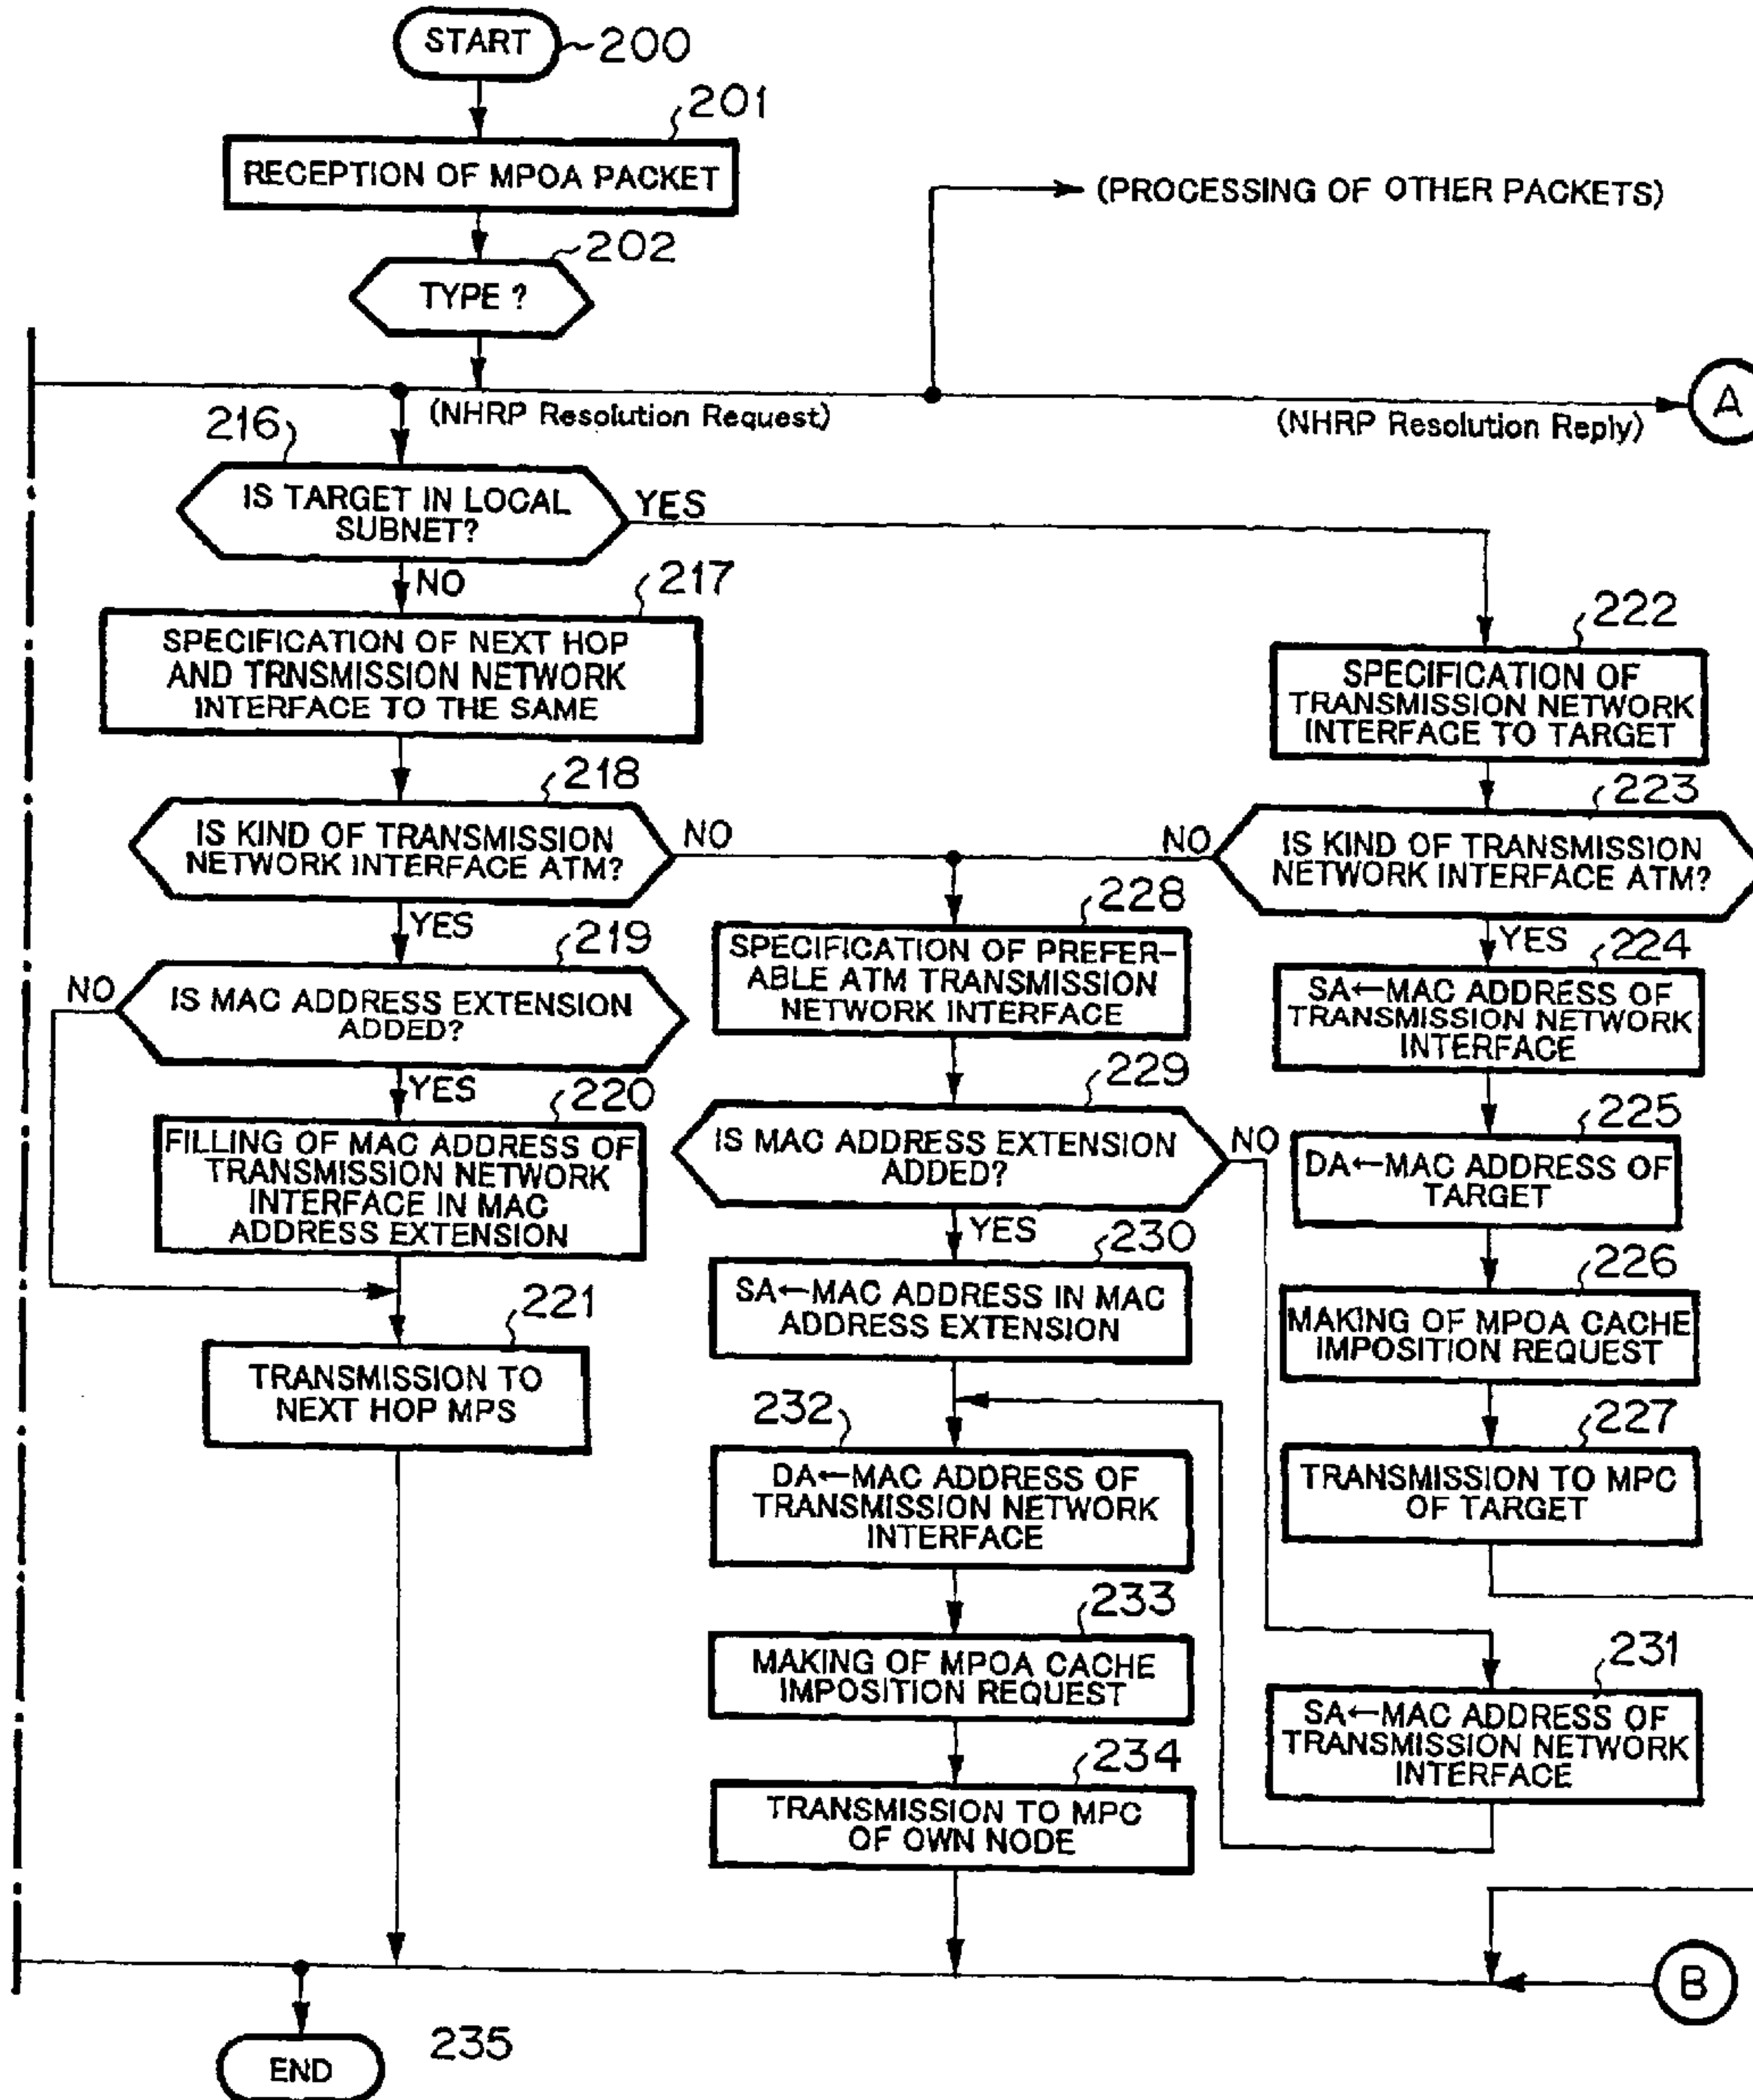 START
200
201
RECEPTION OF MPOA PACKET
(PROCESSING OF OTHER PACKETS)
202
TYPE ?
(NHRP Resolution Request)
(NHRP Resolution Reply)
A
216
IS TARGET IN LOCAL
SUBNET?
YES
NO
217
SPECIFICATION OF NEXT HOP
AND TRNSMISSION NETWORK
INTERFACE TO THE SAME
222
SPECIFICATION OF
TRANSMISSION NETWORK
INTERFACE TO TARGET
218
IS KIND OF TRANSMISSION
NETWORK INTERFACE ATM?
NO
YES
223
NO
IS KIND OF TRANSMISSION
NETWORK INTERFACE ATM?
YES
219
NO
IS MAC ADDRESS EXTENSION
ADDED?
YES
228
SPECIFICATION OF PREFER-
ABLE ATM TRANSMISSION
NETWORK INTERFACE
224
SA←MAC ADDRESS OF
TRANSMISSION NETWORK
INTERFACE
220
FILLING OF MAC ADDRESS OF
TRANSMISSION NETWORK
INTERFACE IN MAC
ADDRESS EXTENSION
229
IS MAC ADDRESS EXTENSION
ADDED?
NO
YES
225
DA←MAC ADDRESS OF
TARGET
230
SA←MAC ADDRESS IN MAC
ADDRESS EXTENSION
226
MAKING OF MPOA CACHE
IMPOSITION REQUEST
221
TRANSMISSION TO
NEXT HOP MPS
232
DA←MAC ADDRESS OF
TRANSMISSION NETWORK
INTERFACE
227
TRANSMISSION TO MPC
OF TARGET
233
MAKING OF MPOA CACHE
IMPOSITION REQUEST
231
SA←MAC ADDRESS OF
TRANSMISSION NETWORK
INTERFACE
234
TRANSMISSION TO MPC
OF OWN NODE
B
235
END